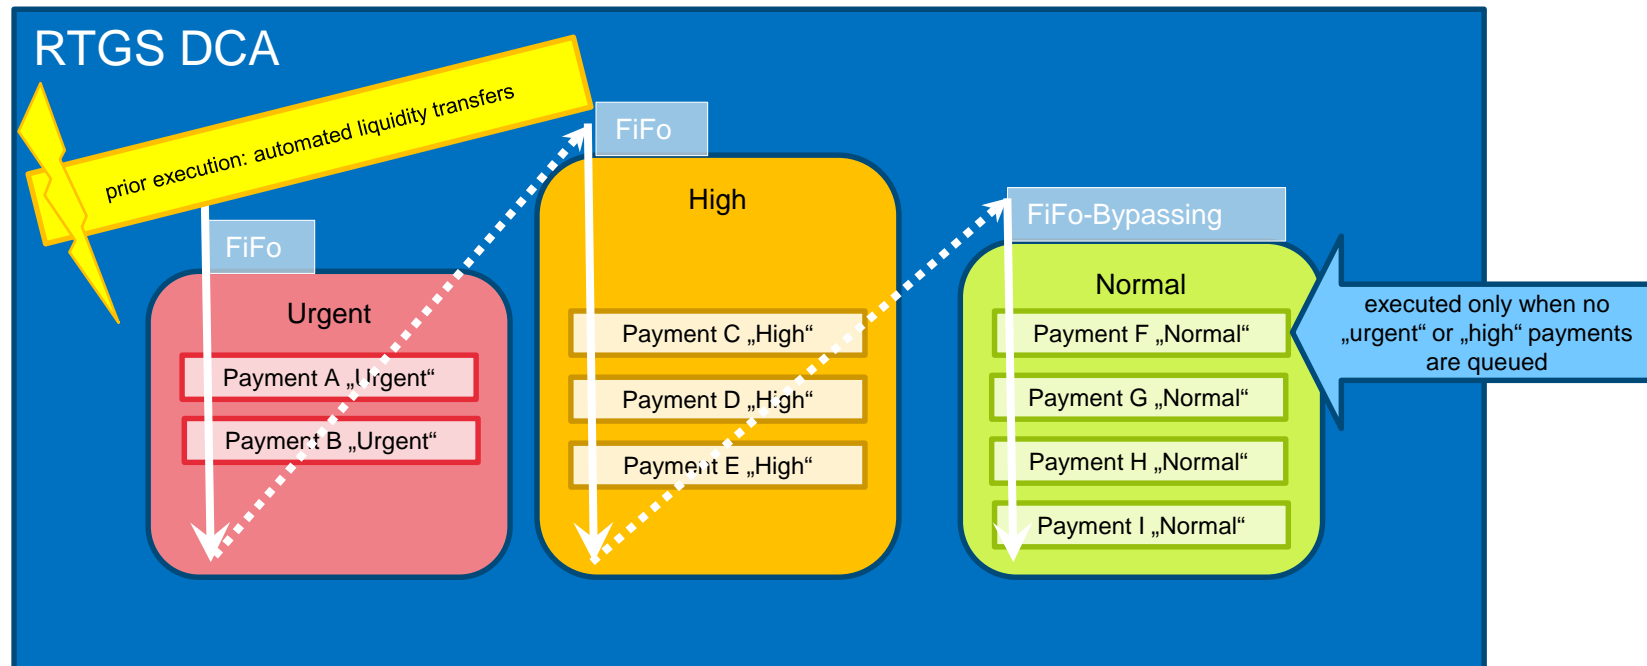 RTGS DCA
prior execution: automated liquidity transfers
FiFo
Urgent
Payment A „Urgent“
Payment B „Urgent“
FiFo
High
Payment C „High“
Payment D „High“
Payment E „High“
FiFo-Bypassing
Normal
Payment F „Normal“
Payment G „Normal“
Payment H „Normal“
Payment I „Normal“
executed only when no
„urgent“ or „high“ payments
are queued